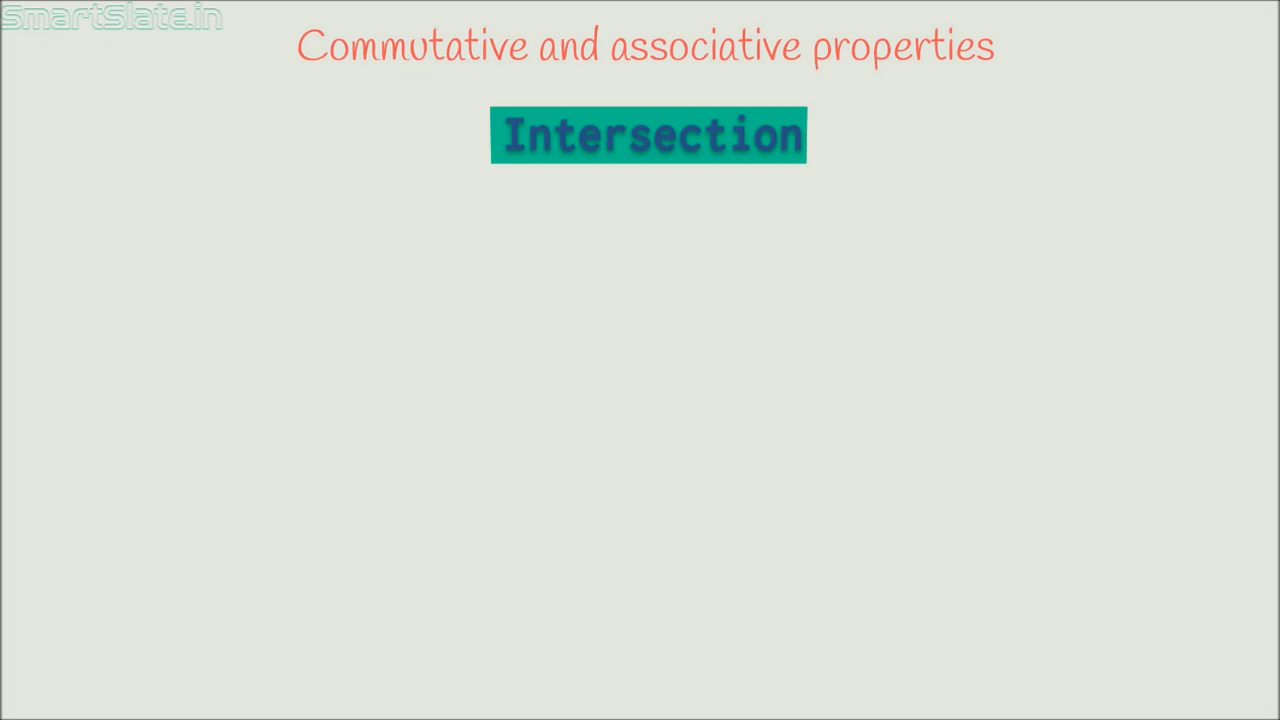 SmartSlate.in
Commutative and associative properties
Intersection